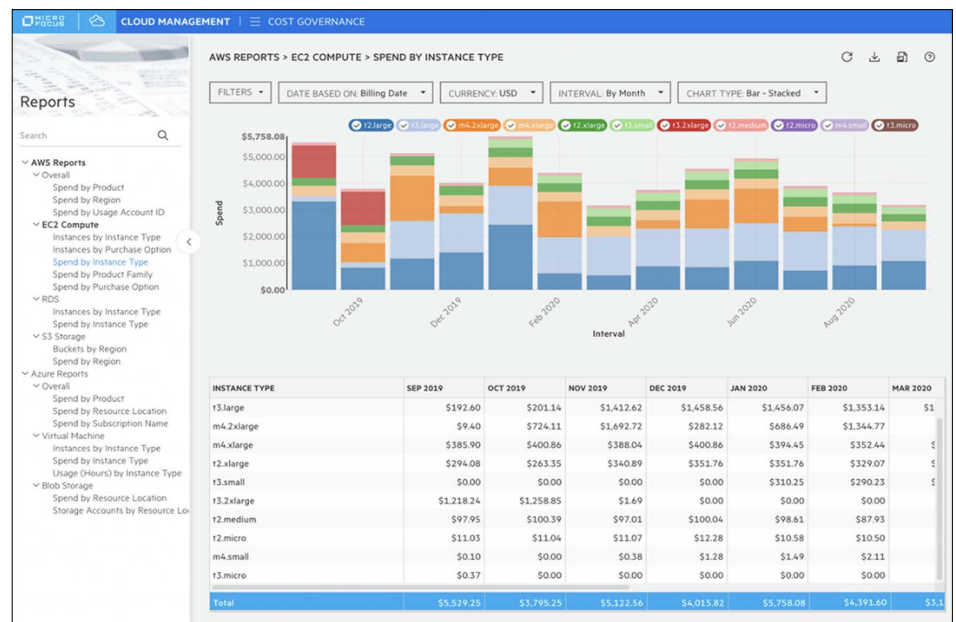 MICRO FOCUS CLOUD MANAGEMENT COST GOVERNANCE
Reports
Search
AWS Reports
Overall
Spend by Product
Spend by Region
Spend by Usage Account ID
EC2 Compute
Instances by Instance Type
Instances by Purchase Option
Spend by Instance Type
Spend by Product Family
Spend by Purchase Option
RDS
Instances by Instance Type
Spend by Instance Type
S3 Storage
Buckets by Region
Spend by Region
Azure Reports
Overall
Spend by Product
Spend by Resource Location
Spend by Subscription Name
Virtual Machine
Instances by Instance Type
Spend by Instance Type
Usage (Hours) by Instance Type
Blob Storage
Spend by Resource Location
Storage Accounts by Resource Lo
AWS REPORTS > EC2 COMPUTE > SPEND BY INSTANCE TYPE
FILTERS DATE BASED ON: Billing Date CURRENCY: USD INTERVAL: By Month CHART TYPE: Bar - Stacked
t2.large t3.large m4.2xlarge m4.xlarge t2.xlarge t3.small t3.2xlarge t2.medium t2.micro m4.small t3.micro
$5,758.08
$5,000.00
$4,000.00
$3,000.00
$2,000.00
$1,000.00
$0.00
Spend
Oct 2019 Dec 2019 Feb 2020 Apr 2020 Jun 2020 Aug 2020
Interval
INSTANCE TYPE SEP 2019 OCT 2019 NOV 2019 DEC 2019 JAN 2020 FEB 2020 MAR 2020
t3.large $192.60 $201.14 $1,412.62 $1,458.56 $1,456.07 $1,353.14 $1
m4.2xlarge $9.40 $724.11 $1,692.72 $282.12 $686.49 $1,344.77
m4.xlarge $385.90 $400.86 $388.04 $400.86 $394.45 $352.44
t2.xlarge $294.08 $263.35 $340.89 $351.76 $351.76 $329.07
t3.small $0.00 $0.00 $0.00 $0.00 $310.25 $290.23
t3.2xlarge $1,218.24 $1,258.85 $1.69 $0.00 $0.00 $0.00
t2.medium $97.95 $100.39 $97.01 $100.04 $98.61 $87.93
t2.micro $11.03 $11.04 $11.07 $12.28 $10.58 $10.50
m4.small $0.10 $0.00 $0.38 $1.28 $1.49 $2.11
t3.micro $0.37 $0.00 $0.00 $0.00 $0.00 $0.00
Total $5,529.25 $3,795.25 $5,122.56 $4,015.82 $5,758.08 $4,391.60 $3,1